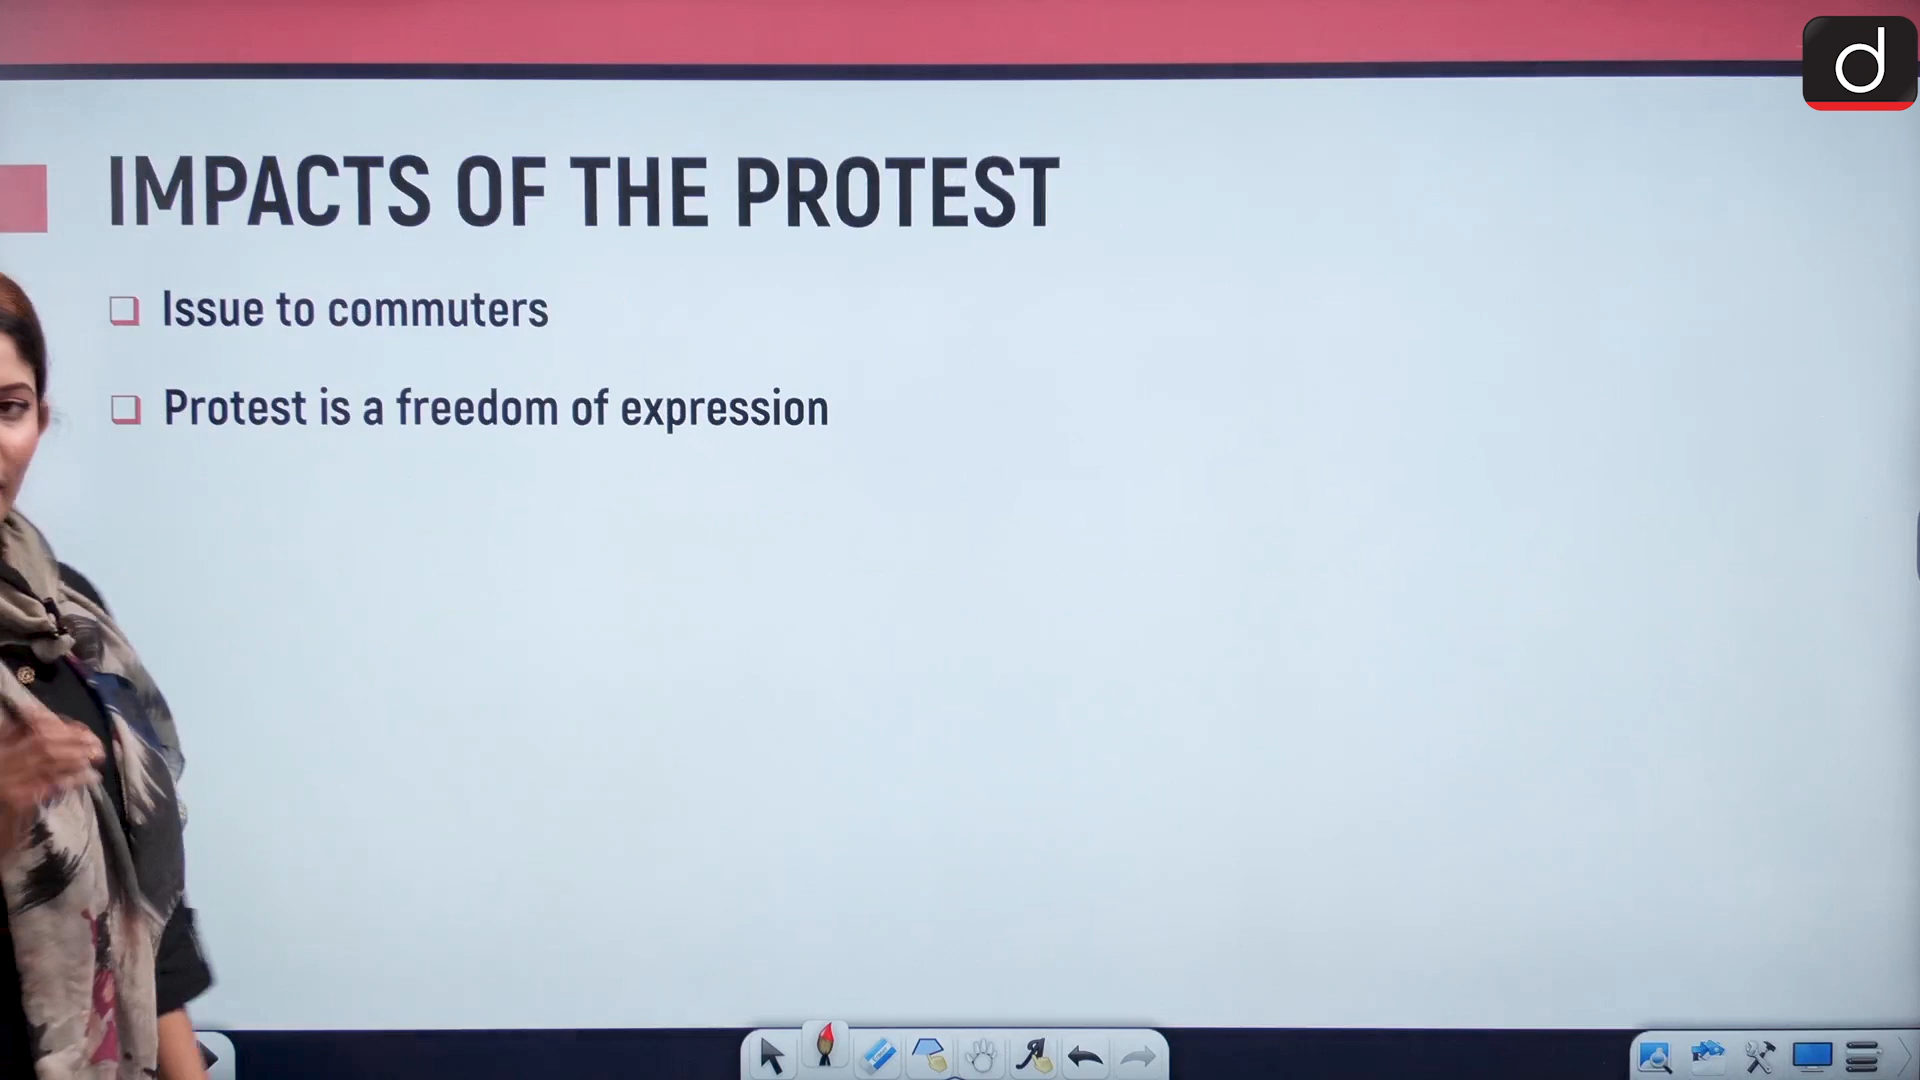 d
IMPACTS OF THE PROTEST
Issue to commuters
Protest is a freedom of expression